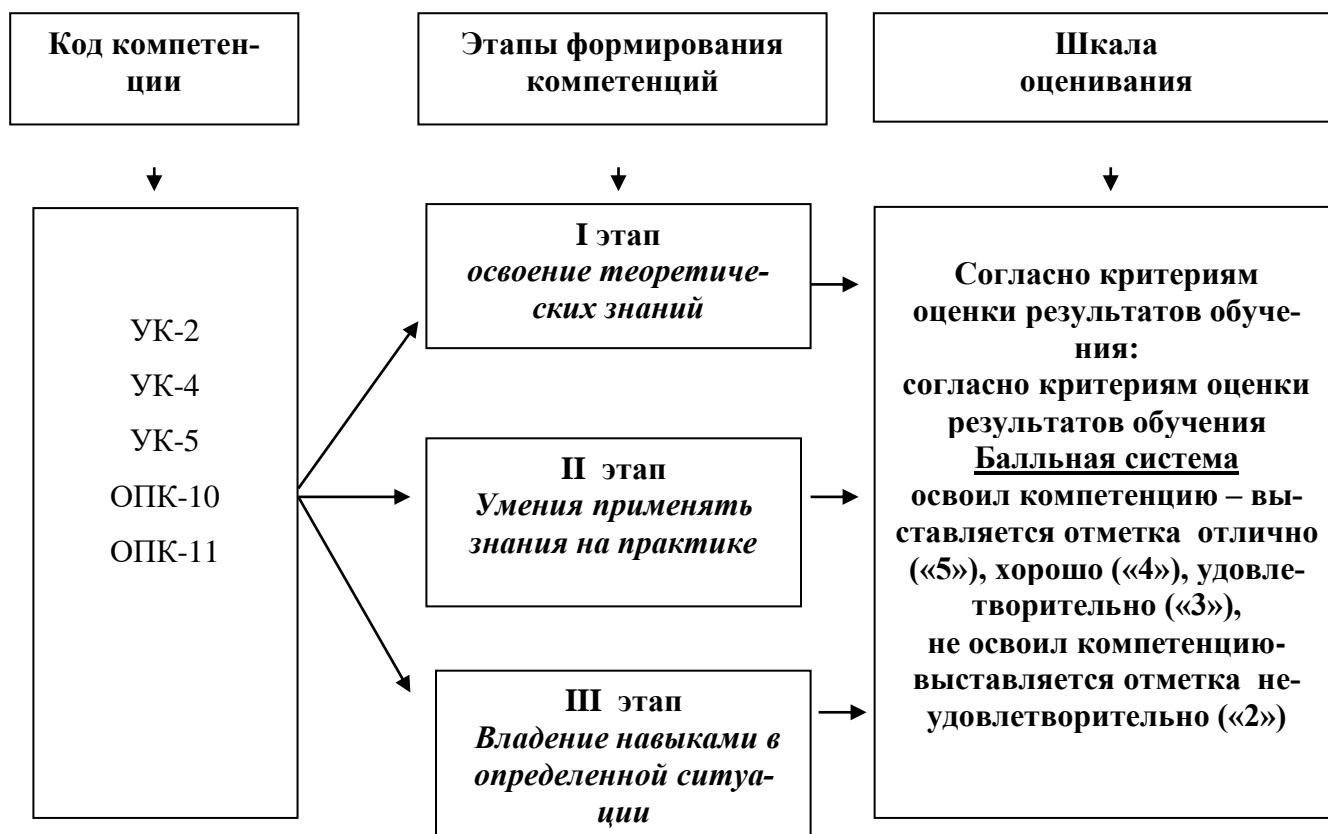 Код компетен-
ции
Этапы формирования
компетенций
Шкала
оценивания
УК-2
УК-4
УК-5
ОПК-10
ОПК-11
I этап
освоение теоретиче-
ских знаний
II этап
Умения применять
знания на практике
III этап
Владение навыками в
определенной ситуа-
ции
Согласно критериям
оценки результатов обуче-
ния:
согласно критериям оценки
результатов обучения
Балльная система
освоил компетенцию – вы-
ставляется отметка отлично
(«5»), хорошо («4»), удовле-
творительно («3»),
не освоил компетенцию-
выставляется отметка не-
удовлетворительно («2»)